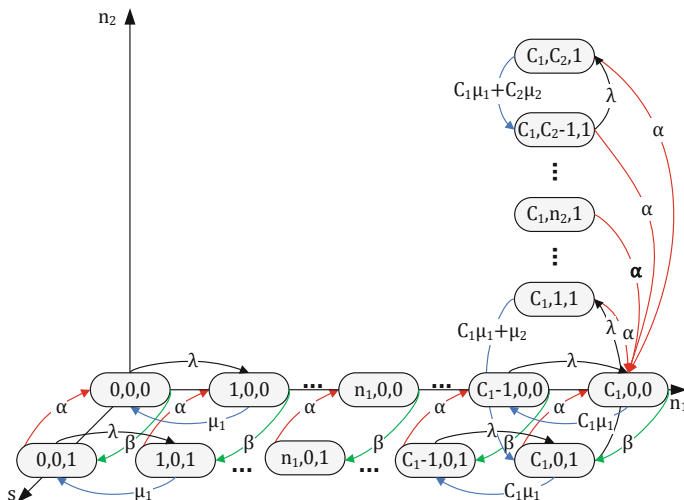 n₂
C₁,C₂,1
C₁μ₁+C₂μ₂
λ
α
C₁,C₂-1,1
⋮
α
C₁,n₂,1
⋮
α
C₁,1,1
C₁μ₁+μ₂
λ
α
λ
λ
0,0,0
1,0,0
...
n₁,0,0
...
C₁-1,0,0
C₁,0,0
n₁
α
μ₁
α
α
α
C₁μ₁
λ
β
β
λ
β
β
0,0,1
1,0,1
...
n₁,0,1
...
C₁-1,0,1
C₁,0,1
s
μ₁
C₁μ₁